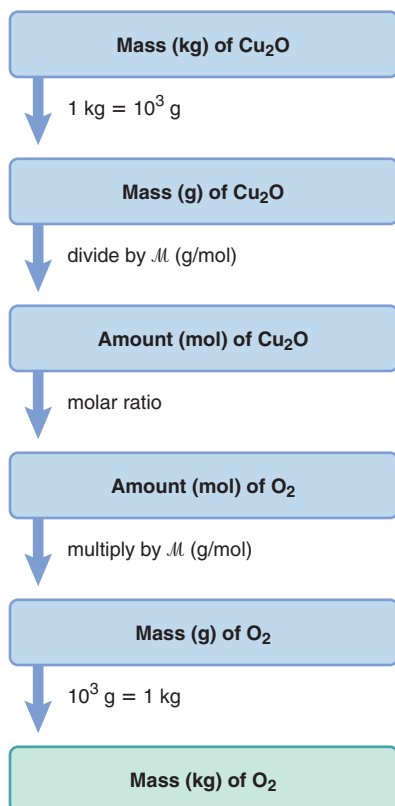 Mass (kg) of Cu₂O
1 kg = 10³ g
Mass (g) of Cu₂O
divide by ℳ (g/mol)
Amount (mol) of Cu₂O
molar ratio
Amount (mol) of O₂
multiply by ℳ (g/mol)
Mass (g) of O₂
10³ g = 1 kg
Mass (kg) of O₂